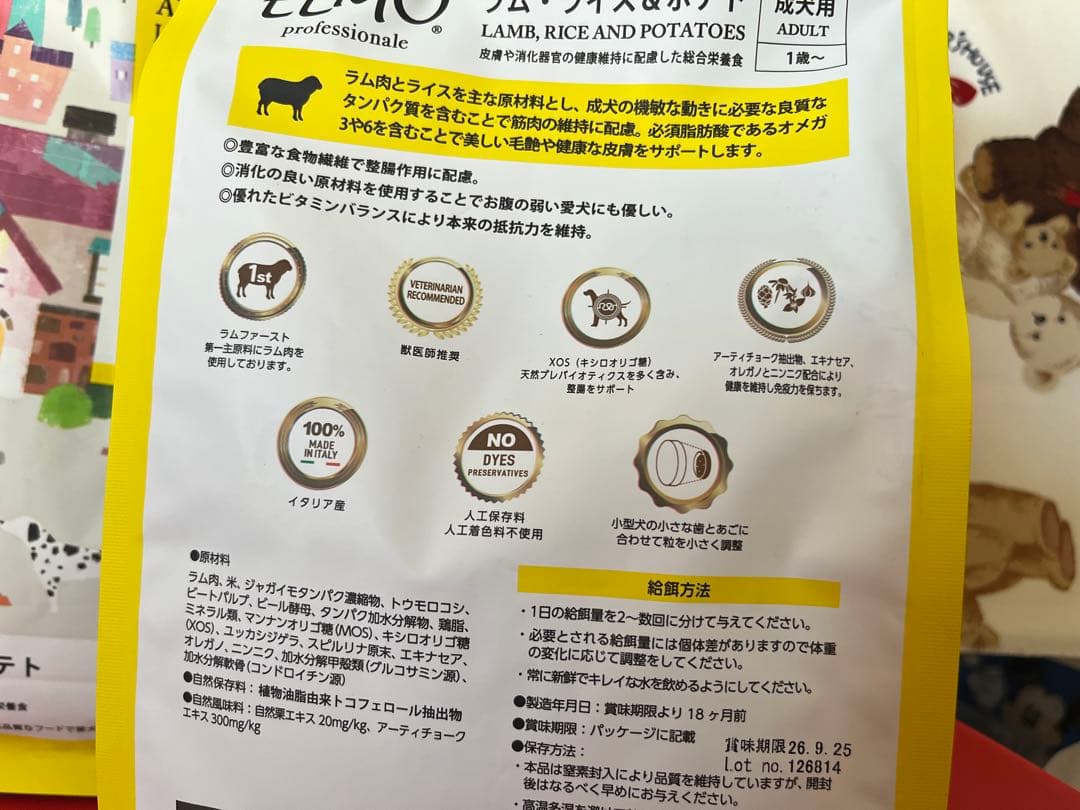 ELMO
professionale ®
ラム・ライス&ポテト
LAMB, RICE AND POTATOES
皮膚や消化器官の健康維持に配慮した総合栄養食
成犬用
ADULT
1歳〜
ラム肉とライスを主な原材料とし、成犬の機敏な動きに必要な良質な
タンパク質を含むことで筋肉の維持に配慮。必須脂肪酸であるオメガ
3や6を含むことで美しい毛艶や健康な皮膚をサポートします。
◎豊富な食物繊維で整腸作用に配慮。
◎消化の良い原材料を使用することでお腹の弱い愛犬にも優しい。
◎優れたビタミンバランスにより本来の抵抗力を維持。
1st
ラムファースト
第一主原料にラム肉を
使用しております。
VETERINARIAN
RECOMMENDED
獣医師推奨
XOS（キシロオリゴ糖）
天然プレバイオティクスを多く含み、
整腸をサポート
アーティチョーク抽出物、エキナセア、
オレガノとニンニク配合により
健康を維持し免疫力を保ちます。
100%
MADE
IN ITALY
イタリア産
NO
DYES
PRESERVATIVES
人工保存料
人工着色料不使用
小型犬の小さな歯とあごに
合わせて粒を小さく調整
●原材料
ラム肉、米、ジャガイモタンパク濃縮物、トウモロコシ、
ビートパルプ、ビール酵母、タンパク加水分解物、鶏脂、
ミネラル類、マンナンオリゴ糖(MOS)、キシロオリゴ糖
(XOS)、ユッカシジゲラ、スピルリナ原末、エキナセア、
オレガノ、ニンニク、加水分解甲殻類(グルコサミン源)、
加水分解軟骨(コンドロイチン源)
●自然保存料：植物油脂由来トコフェロール抽出物
●自然風味料：自然栗エキス 20mg/kg、アーティチョーク
エキス 300mg/kg
給餌方法
・1日の給餌量を2〜数回に分けて与えてください。
・必要とされる給餌量には個体差がありますので体重
の変化に応じて調整をしてください。
・常に新鮮でキレイな水を飲めるようにしてください。
●製造年月日：賞味期限より 18 ヶ月前
●賞味期限：パッケージに記載
賞味期限26.9.25
Lot no.126814
●保存方法：
・本品は窒素封入により品質を維持していますが、開封
後はなるべく早めにお与えください。
テト
栄養食